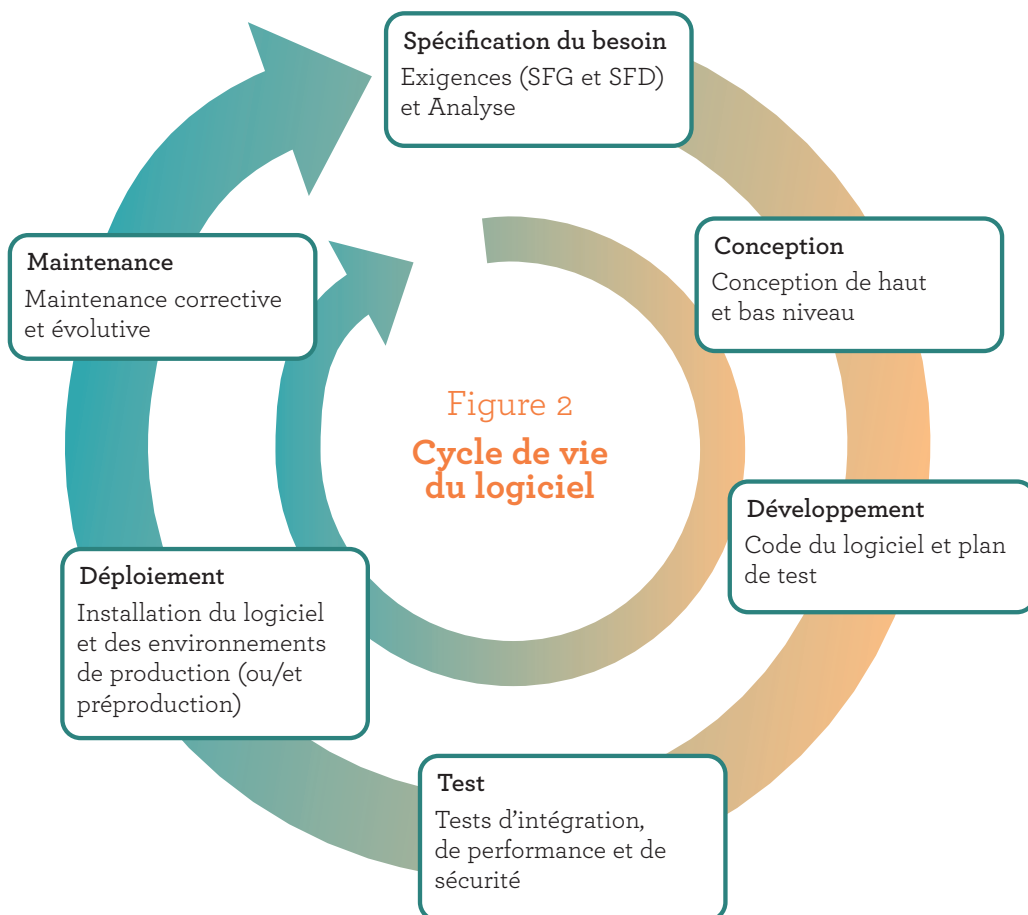 Spécification du besoin
Exigences (SFG et SFD)
et Analyse
Conception
Conception de haut
et bas niveau
Développement
Code du logiciel et plan
de test
Test
Tests d'intégration,
de performance et de
sécurité
Déploiement
Installation du logiciel
et des environnements
de production (ou/et
préproduction)
Maintenance
Maintenance corrective
et évolutive
Figure 2
Cycle de vie
du logiciel